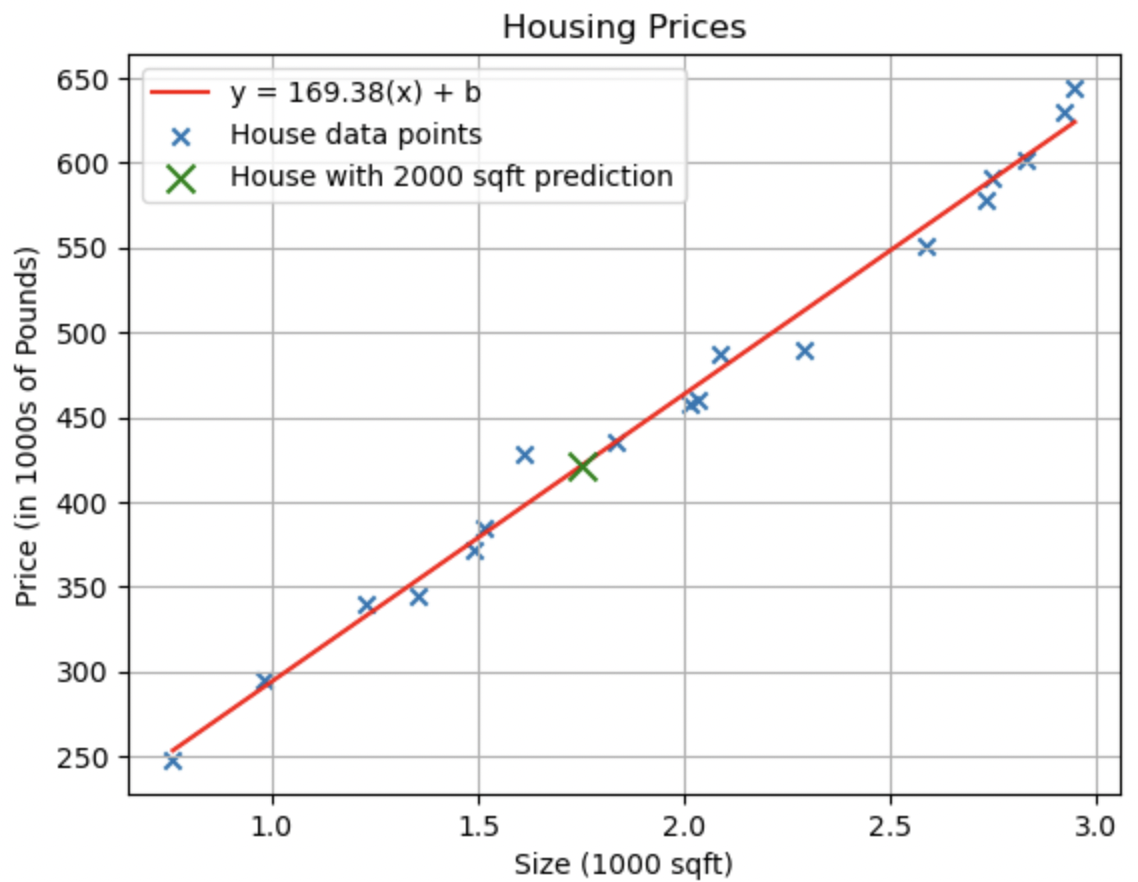 Housing Prices
y = 169.38(x) + b
House data points
House with 2000 sqft prediction
650
600
550
500
450
400
350
300
250
Price (in 1000s of Pounds)
1.0 1.5 2.0 2.5 3.0
Size (1000 sqft)